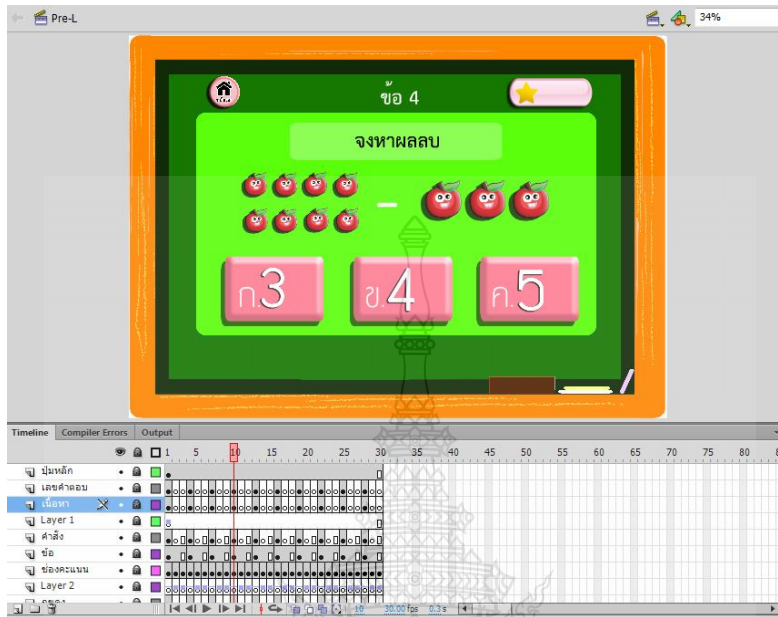 Pre-L
34%
ข้อ 4
จงหาผลลบ
ก.3
ข.4
ค.5
Timeline
Compiler Errors
Output
1 5 10 15 20 25 30 35 40 45 50 55 60 65 70 75 80
ปุ่มหลัก
เลขคำตอบ
เนื้อหา
Layer 1
คำสั่ง
ข้อ
ช่องคะแนน
Layer 2
10 30.00 fps 0.3 s